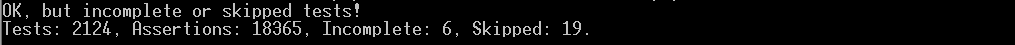 OK, but incomplete or skipped tests!
Tests: 2124, Assertions: 18365, Incomplete: 6, Skipped: 19.